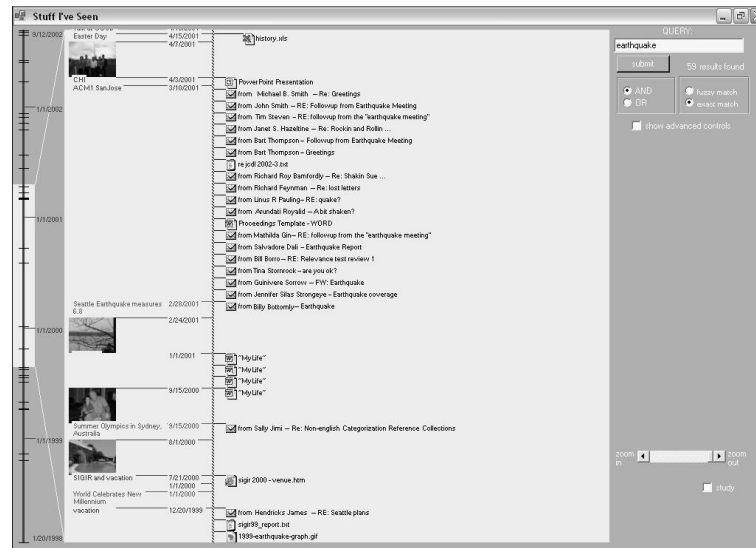 Stuff I've Seen
9/12/2002
1/1/2002
1/1/2001
1/1/2000
1/1/1999
1/20/1998
Easter Day
4/15/2001
4/7/2001
CHI
4/3/2001
ACM1 SanJose
3/10/2001
Seattle Earthquake measures
6.8
2/28/2001
2/24/2001
1/1/2001
9/15/2000
Summer Olympics in Sydney,
Australia
9/15/2000
8/1/2000
SIGIR and vacation
7/21/2000
1/1/2000
World Celebrates New
Millennium
1/1/2000
vacation
12/20/1999
history.xls
PowerPoint Presentation
from Michael B. Smith – Re: Greetings
from John Smith – RE: Followup from Earthquake Meeting
from Tim Steven – RE: followup from the "earthquake meeting"
from Janet S. Hazeltine – Re: Rockin and Rollin ...
from Bart Thompson – Followup from Earthquake Meeting
from Bart Thompson – Greetings
re jcdl 2002-3.txt
from Richard Roy Bamfordly – Re: Shakin Sue ...
from Richard Feynman – Re: lost letters
from Linus R Pauling– RE: quake?
from Arundati Royalid – A bit shaken?
Proceedings Template - WORD
from Mathilda Gin– RE: followup from the "earthquake meeting"
from Salvadore Dali – Earthquake Report
from Bill Borro – RE: Relevance test review 1
from Tina Stornrock – are you ok?
from Guinivere Sorrow – FW: Earthquake
from Jennifer Silas Strongeye – Earthquake coverage
from Billy Bottomly– Earthquake
"MyLife"
"MyLife"
"MyLife"
"MyLife"
from Sally Jimi – Re: Non-english Categorization Reference Collections
sigir 2000 - venue.htm
from Hendricks James – RE: Seattle plans
sigir99_report.txt
1999-earthquake-graph.gif
QUERY:
earthquake
submit
59 results found
AND
OR
fuzzy match
exact match
show advanced controls
zoom in
zoom out
study